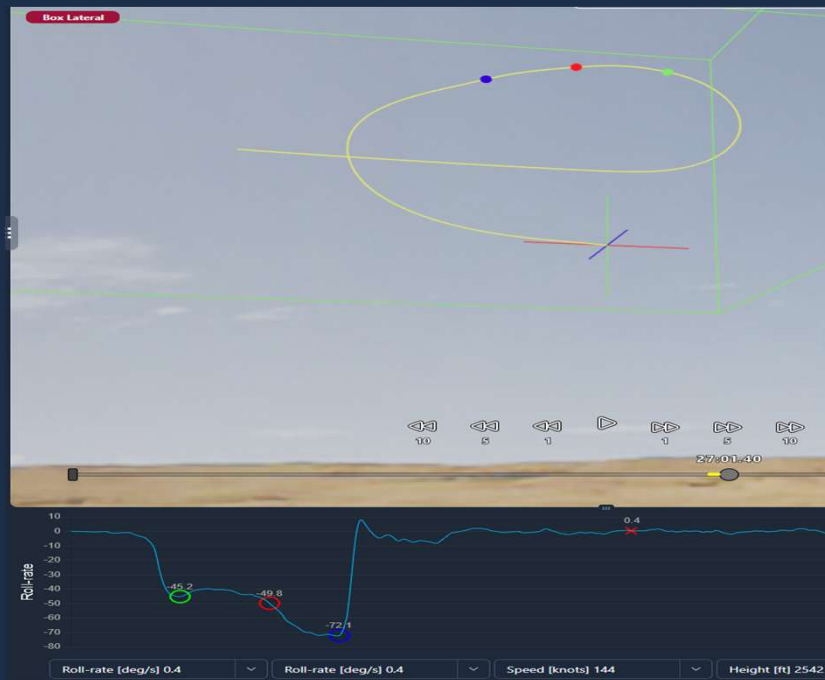 Box Lateral
10 5 1 1 5 10
27:01.40
Roll-rate
10
0
-10
-20
-30
-40
-50
-60
-70
-80
-45.2
-49.8
-72.1
0.4
Roll-rate [deg/s] 0.4
Roll-rate [deg/s] 0.4
Speed [knots] 144
Height [ft] 2542